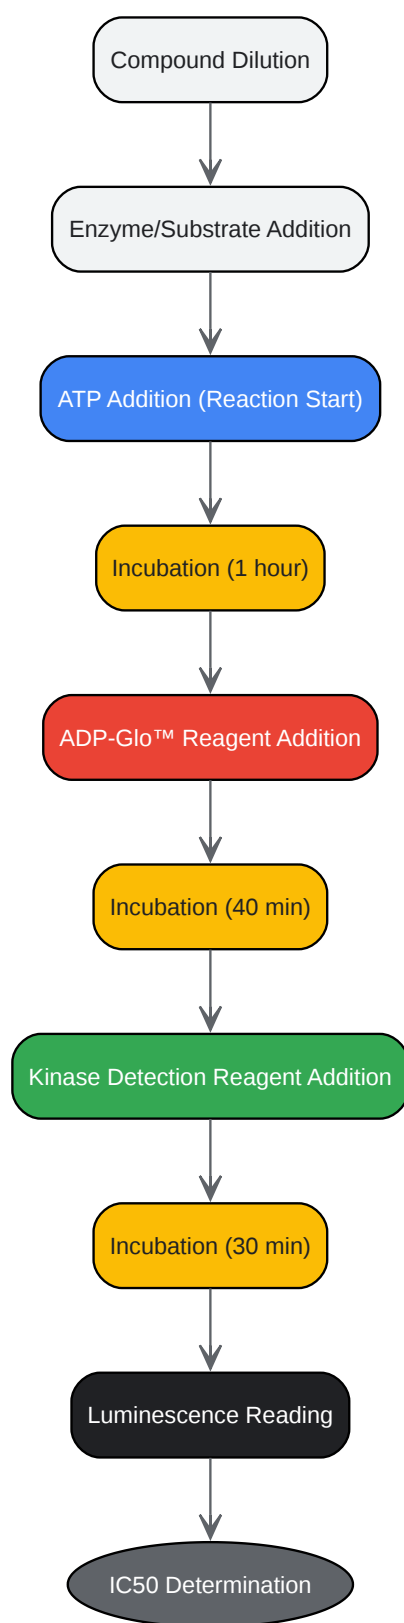 Compound Dilution
Enzyme/Substrate Addition
ATP Addition (Reaction Start)
Incubation (1 hour)
ADP-Glo™ Reagent Addition
Incubation (40 min)
Kinase Detection Reagent Addition
Incubation (30 min)
Luminescence Reading
IC50 Determination